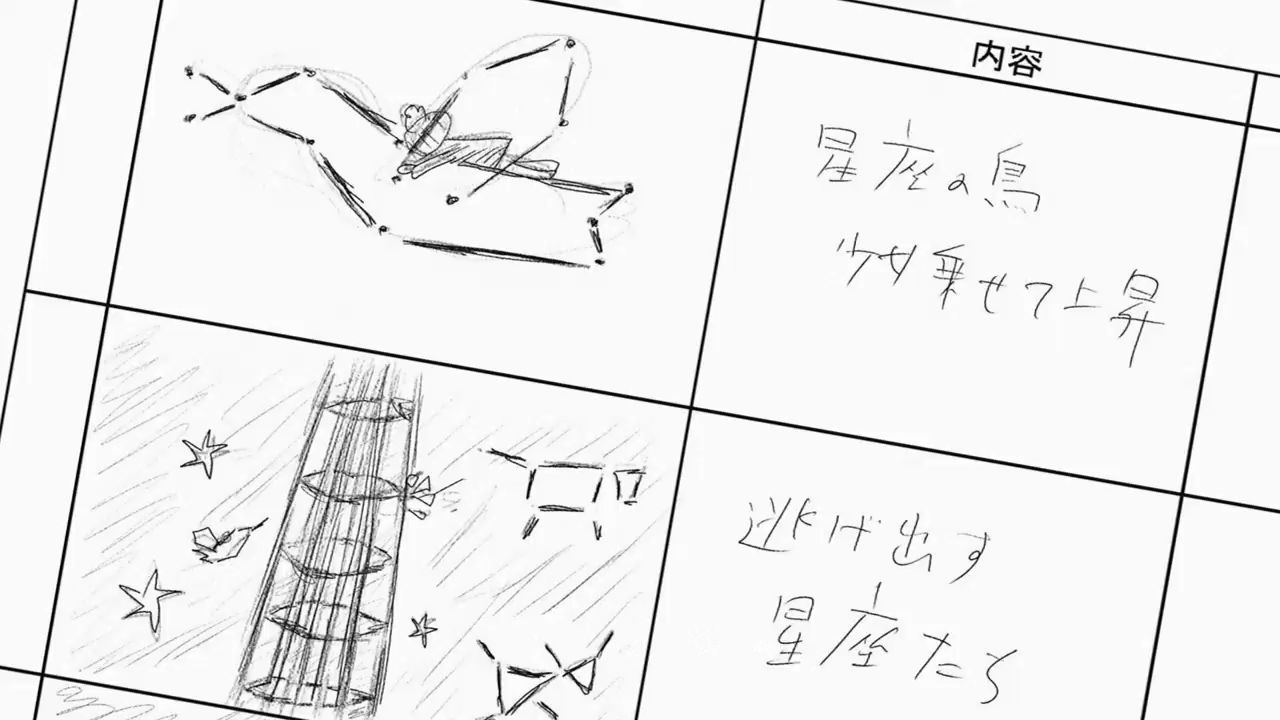 内容
星座の鳥
少女乗せて上昇
逃げ出す
星座たち